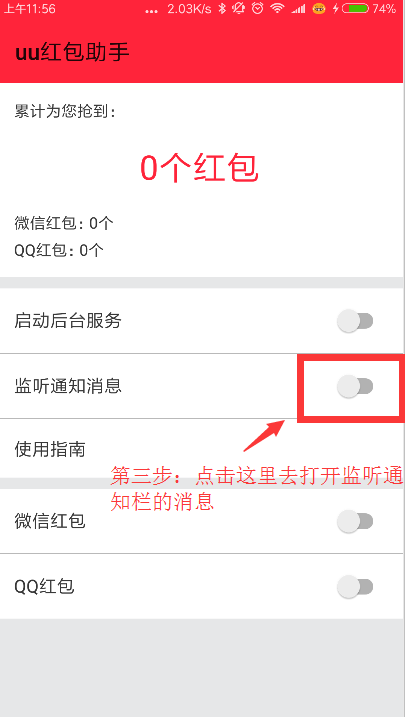 上午11:56 ... 2.03K/s 74%
uu红包助手
累计为您抢到：
0个红包
微信红包：0个
QQ红包：0个
启动后台服务
监听通知消息
使用指南
第三步：点击这里去打开监听通
知栏的消息
微信红包
QQ红包